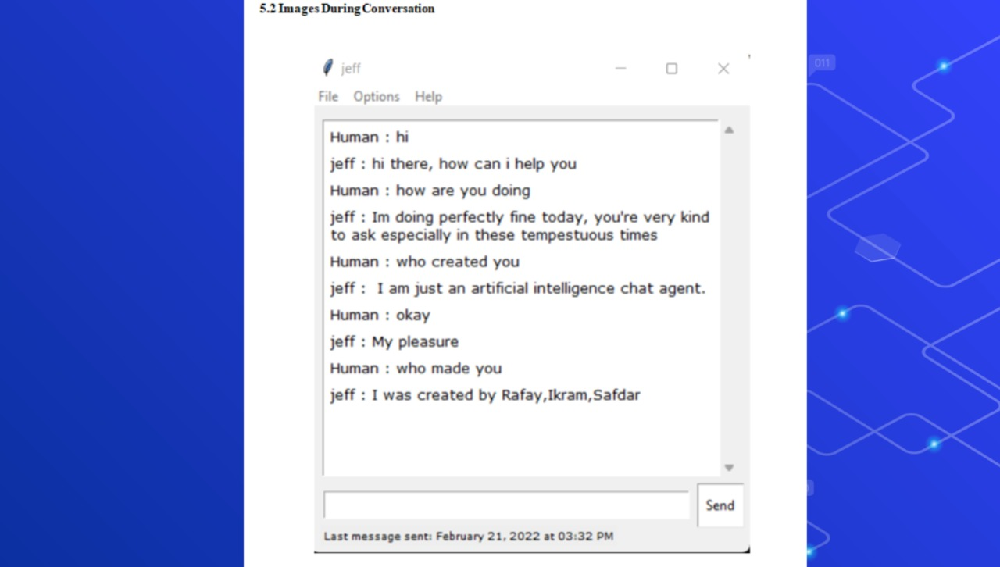 5.2 Images During Conversation
011
jeff
File Options Help
Human : hi
jeff : hi there, how can i help you
Human : how are you doing
jeff : Im doing perfectly fine today, you're very kind
to ask especially in these tempestuous times
Human : who created you
jeff :  I am just an artificial intelligence chat agent.
Human : okay
jeff : My pleasure
Human : who made you
jeff : I was created by Rafay,Ikram,Safdar
Send
Last message sent: February 21, 2022 at 03:32 PM